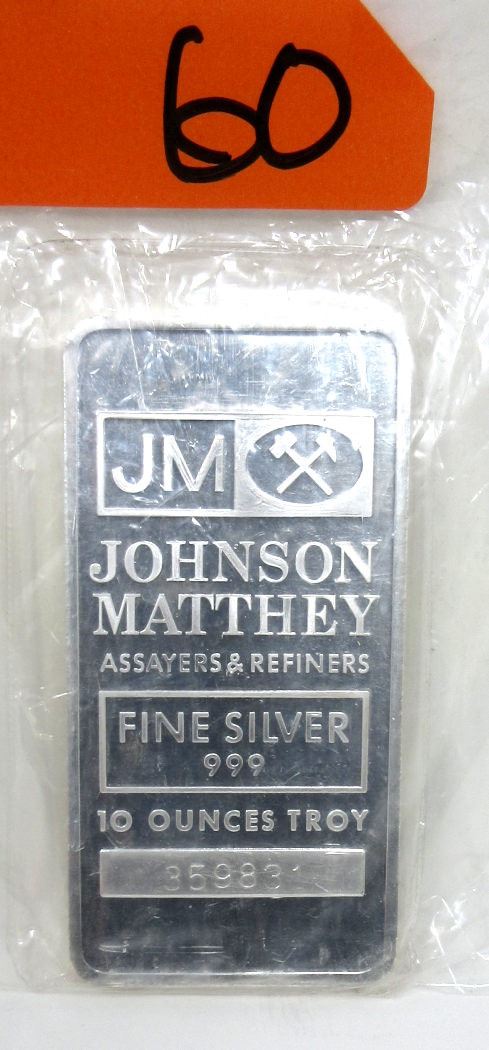 60
JM
JOHNSON
MATTHEY
ASSAYERS & REFINERS
FINE SILVER
999
10 OUNCES TROY
359831